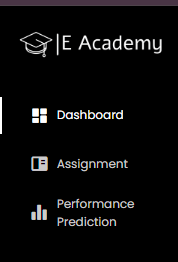 |E Academy
Dashboard
Assignment
Performance
Prediction